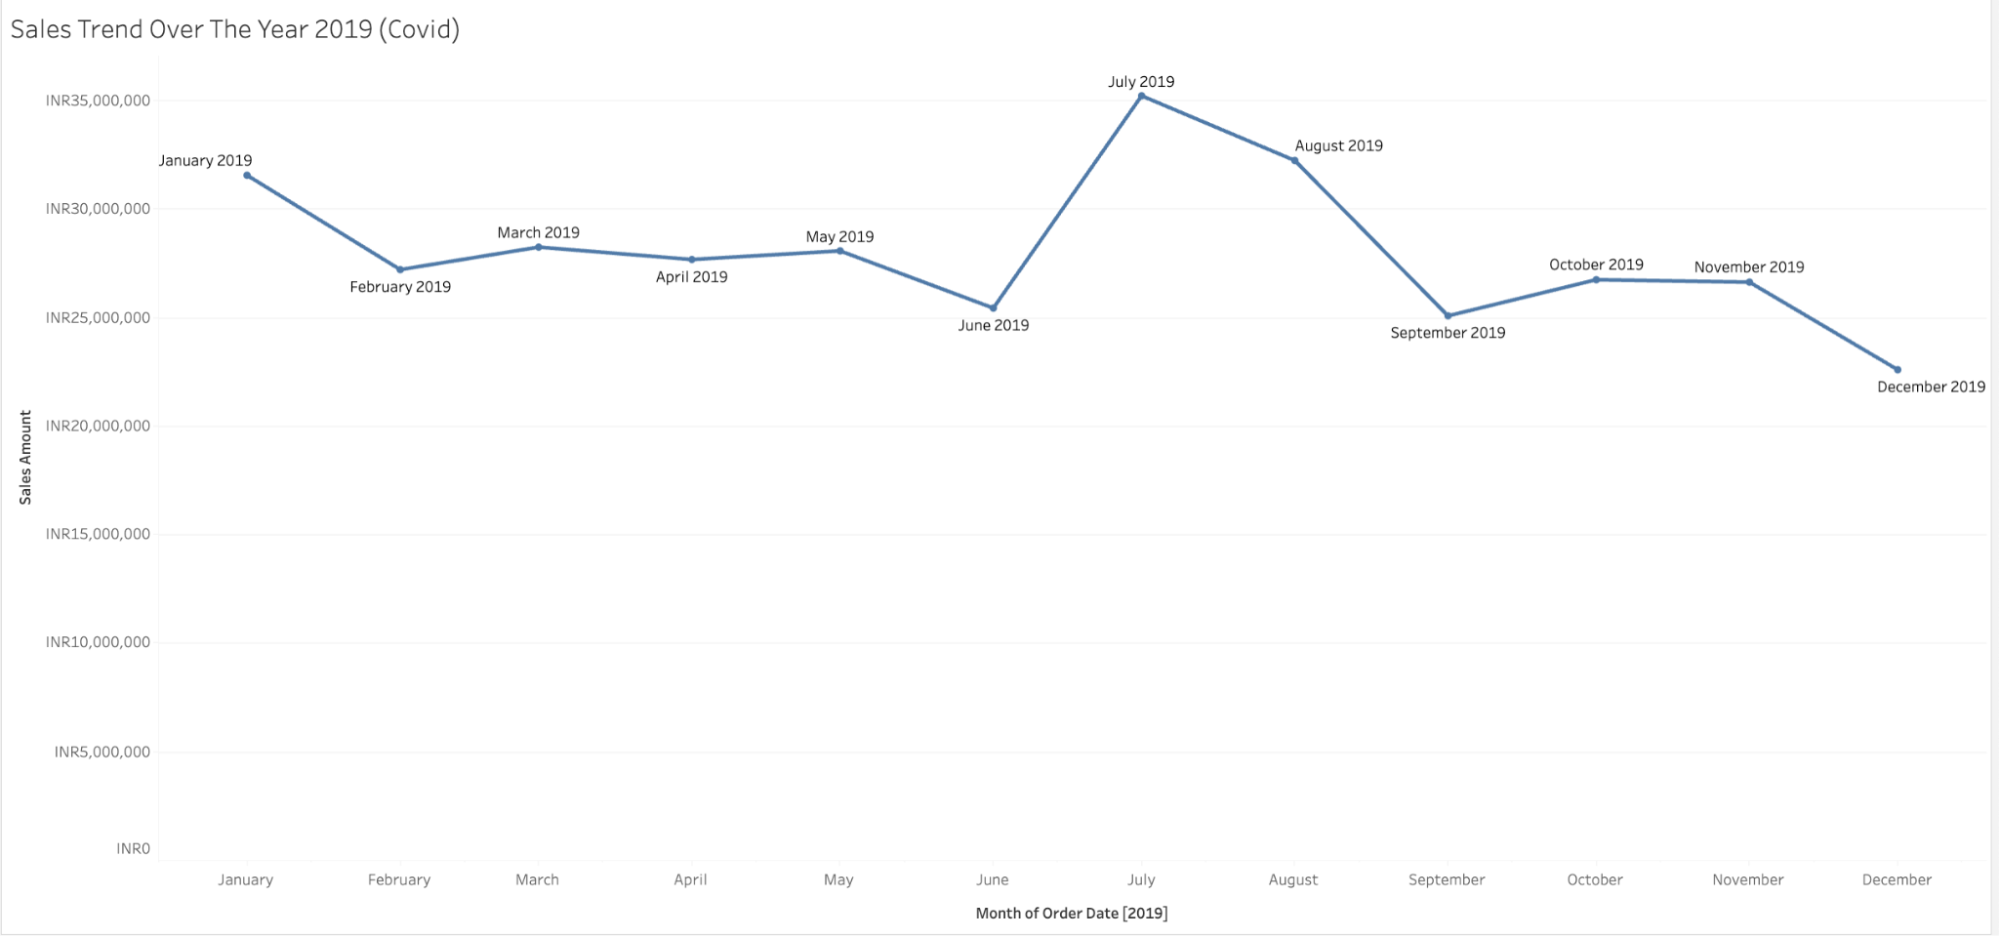 Sales Trend Over The Year 2019 (Covid)
July 2019
INR35,000,000
August 2019
January 2019
INR30,000,000
March 2019
May 2019
October 2019
November 2019
April 2019
February 2019
INR25,000,000
June 2019
September 2019
December 2019
INR20,000,000
Sales Amount
INR15,000,000
INR10,000,000
INR5,000,000
INR0
January February March April May June July August September October November December
Month of Order Date [2019]